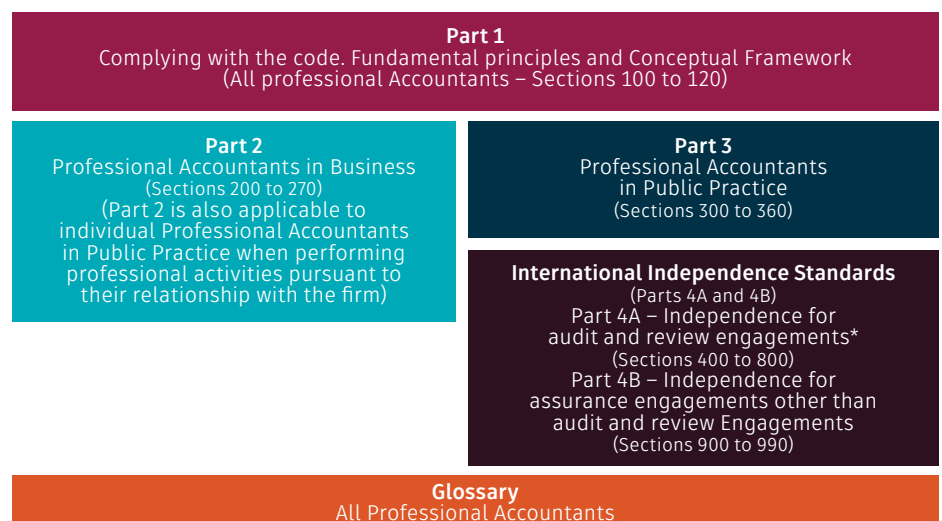 Part 1
Complying with the code. Fundamental principles and Conceptual Framework
(All professional Accountants – Sections 100 to 120)
Part 2
Professional Accountants in Business
(Sections 200 to 270)
(Part 2 is also applicable to
individual Professional Accountants
in Public Practice when performing
professional activities pursuant to
their relationship with the firm)
Part 3
Professional Accountants
in Public Practice
(Sections 300 to 360)
International Independence Standards
(Parts 4A and 4B)
Part 4A – Independence for
audit and review engagements*
(Sections 400 to 800)
Part 4B – Independence for
assurance engagements other than
audit and review Engagements
(Sections 900 to 990)
Glossary
All Professional Accountants